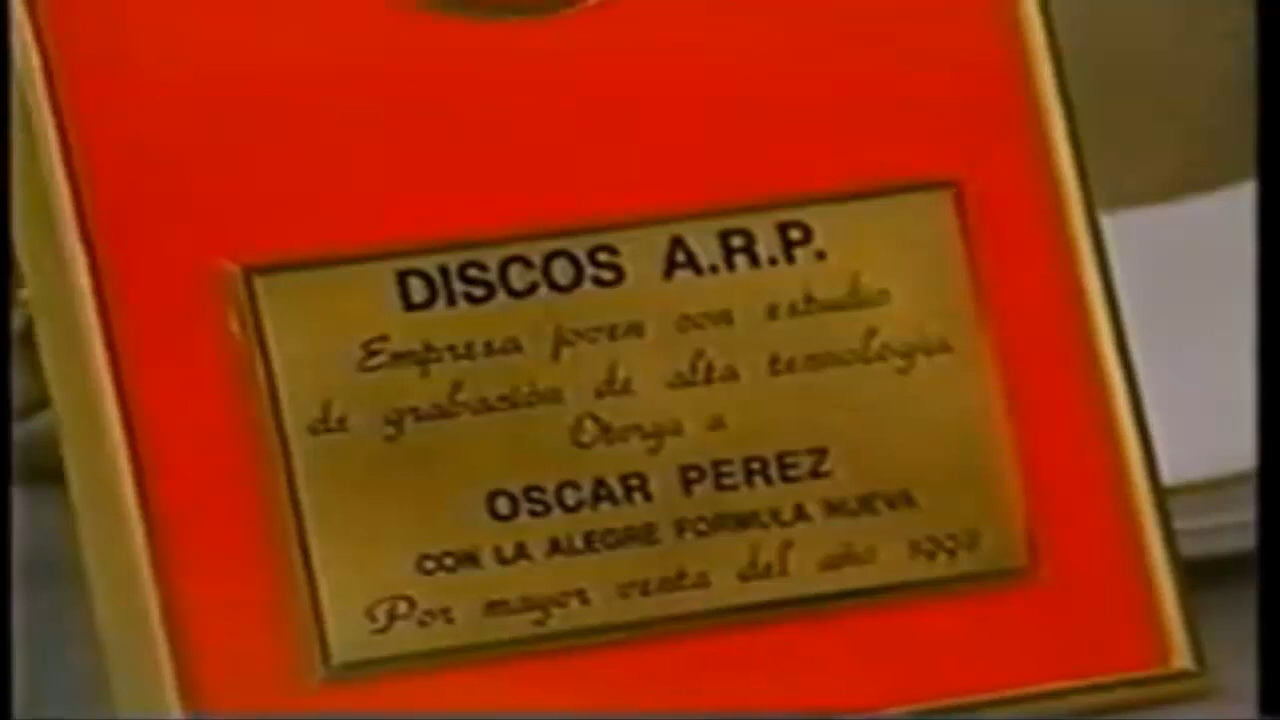 DISCOS A.R.P.
Empresa joven con estudio
de grabación de alta tecnologia
Otorga a
OSCAR PEREZ
CON LA ALEGRE FORMULA NUEVA
Por mayor venta del año